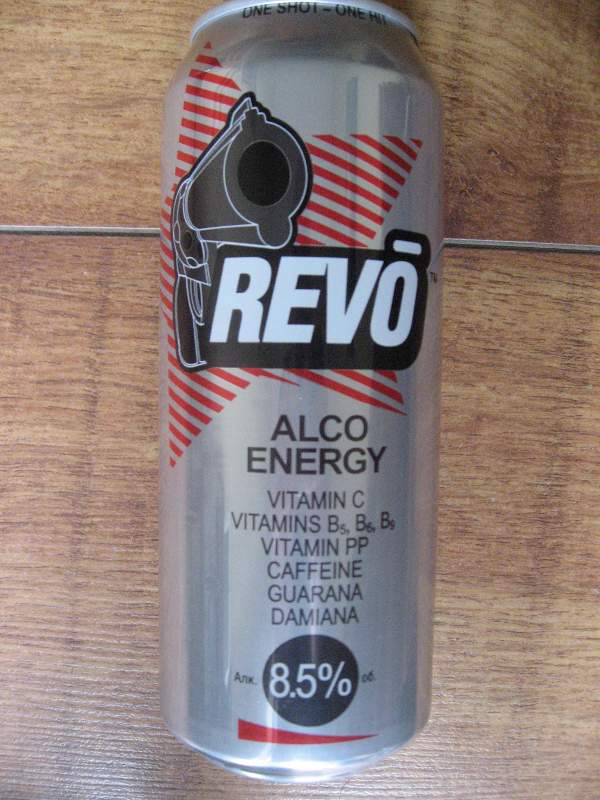 ONE SHOT – ONE HIT
REVŌ™
ALCO
ENERGY
VITAMIN C
VITAMINS B₅, B₆, B₉
VITAMIN PP
CAFFEINE
GUARANA
DAMIANA
Алк. 8.5% об.